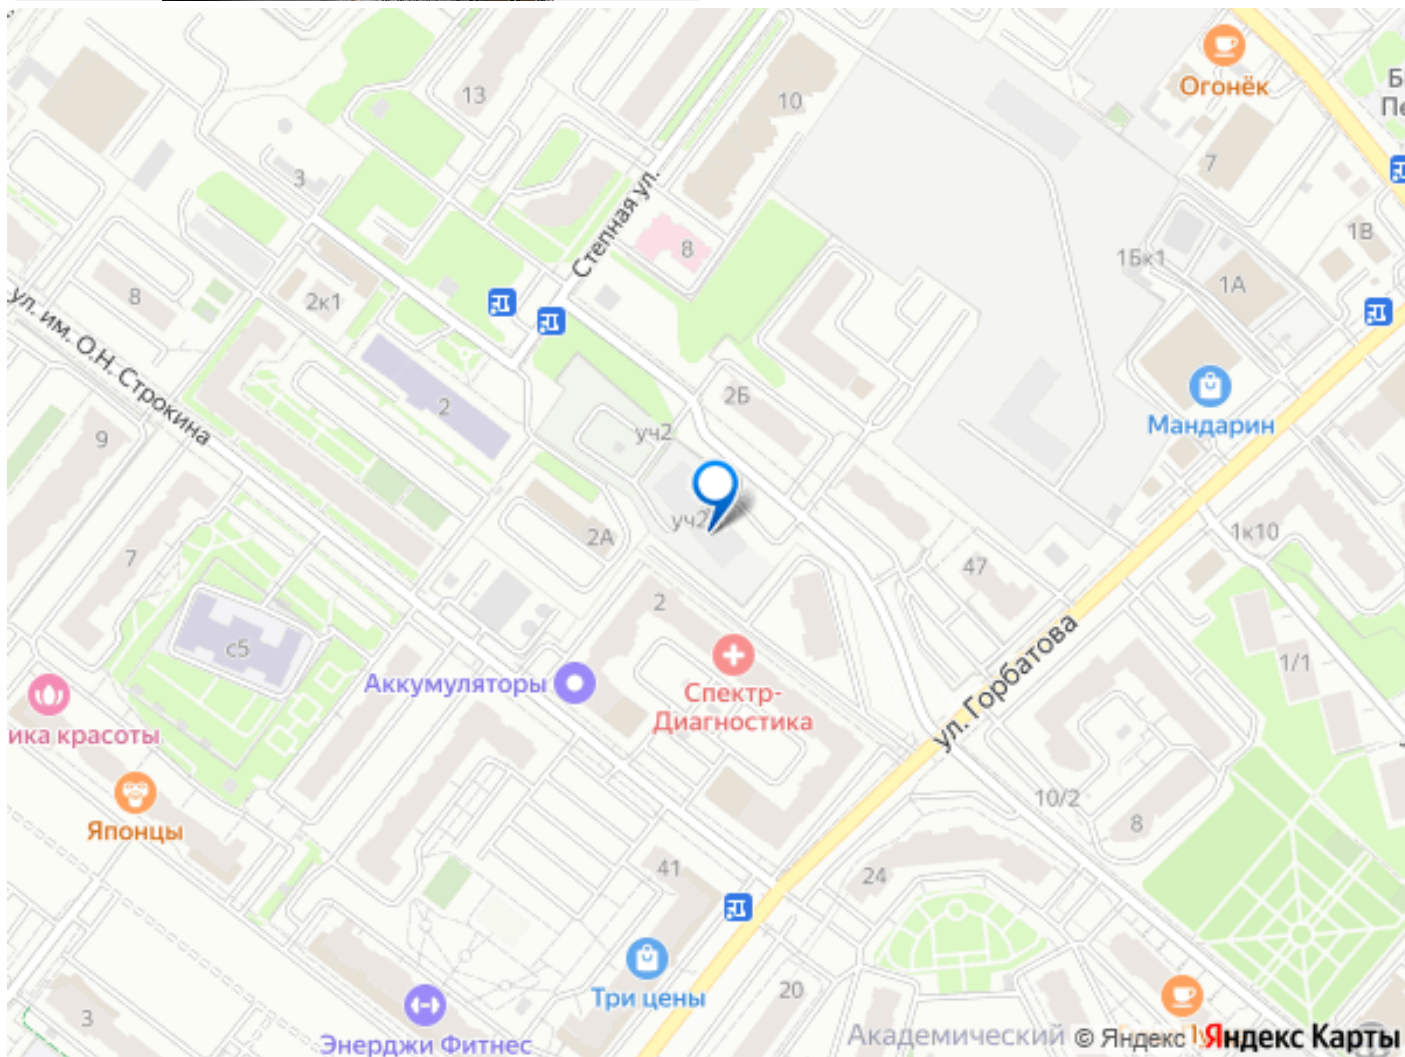 Огонёк
13
10
7
3
1В
8
1Бк1
1А
Степная ул.
8
2к1
ул. им. О.Н. Строкина
Мандарин
2Б
2
уч2
9
уч2
1к10
2А
7
47
2
ул. Горбатова
с5
1/1
Аккумуляторы
Спектр-
Диагностика
ика красоты
10/2
8
Японцы
41
24
Три цены
20
3
Энерджи Фитнес
Академический
© Яндекс
Яндекс Карты